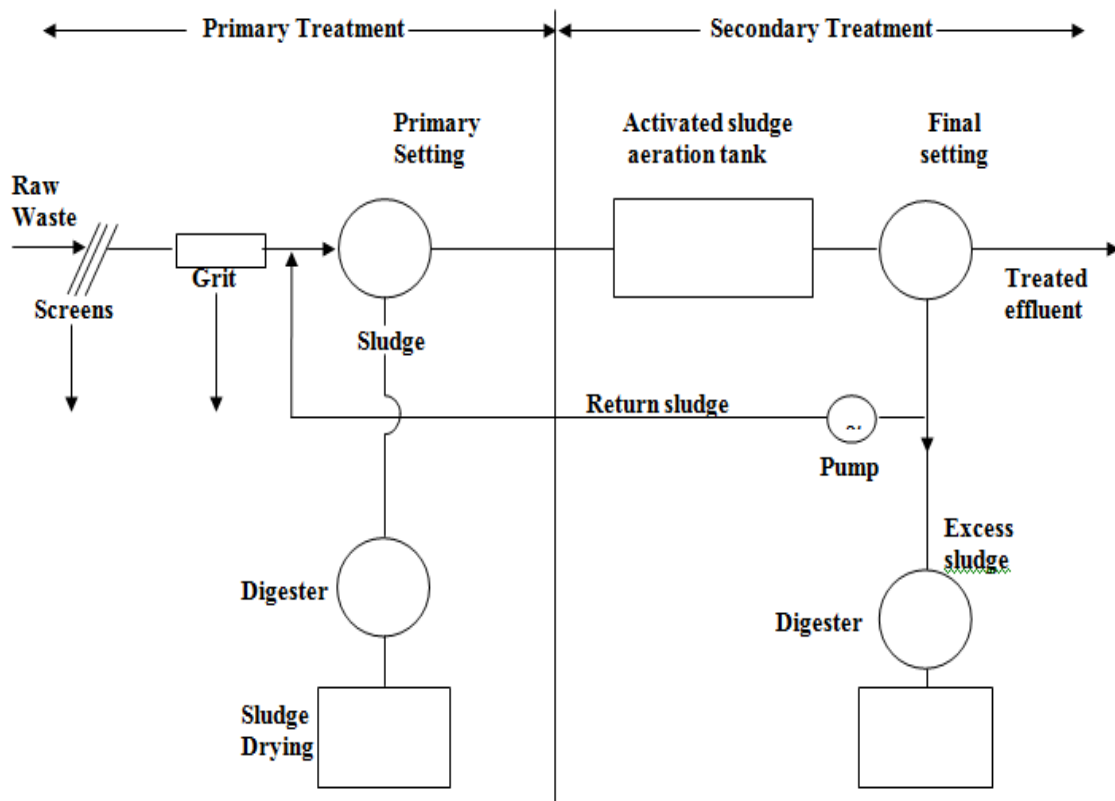 Primary Treatment
Secondary Treatment
Primary
Setting
Activated sludge
aeration tank
Final
setting
Raw
Waste
Grit
Screens
Treated
effluent
Sludge
Return sludge
Pump
Excess
sludge
Digester
Digester
Sludge
Drying